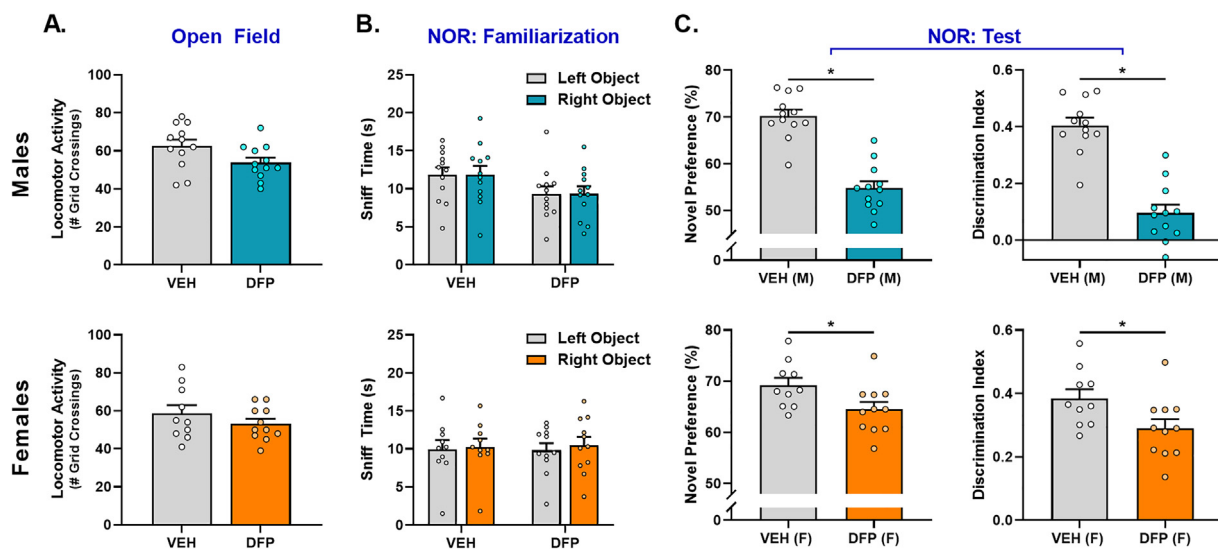 A.
B.
C.
Open Field
NOR: Familiarization
NOR: Test
Males
Locomotor Activity
(# Grid Crossings)
100
80
60
40
20
0
VEH
DFP
Sniff Time (s)
25
20
15
10
5
0
Left Object
Right Object
VEH
DFP
Novel Preference (%)
80
70
60
50
0
*
VEH (M)
DFP (M)
Discrimination Index
0.6
0.4
0.2
0.0
*
VEH (M)
DFP (M)
Females
Locomotor Activity
(# Grid Crossings)
100
80
60
40
20
0
VEH
DFP
Sniff Time (s)
25
20
15
10
5
0
Left Object
Right Object
VEH
DFP
Novel Preference (%)
80
70
60
50
0
*
VEH (F)
DFP (F)
Discrimination Index
0.6
0.4
0.2
0.0
*
VEH (F)
DFP (F)